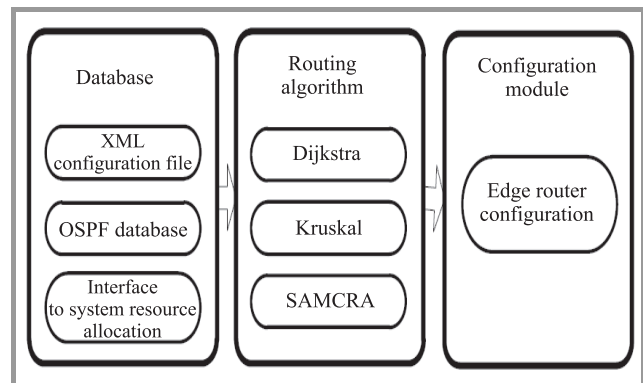 Database
XML
configuration file
OSPF database
Interface
to system resource
allocation
Routing
algorithm
Dijkstra
Kruskal
SAMCRA
Configuration
module
Edge router
configuration